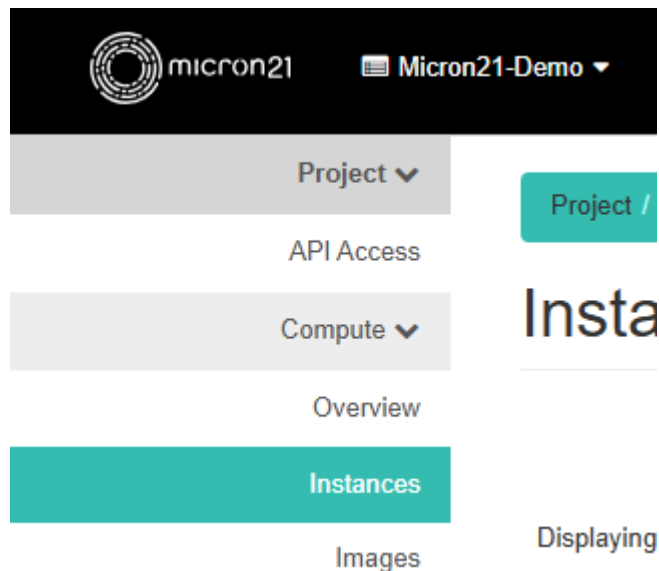 micron21
Micron21-Demo
Project
API Access
Compute
Overview
Instances
Images
Project /
Insta
Displaying